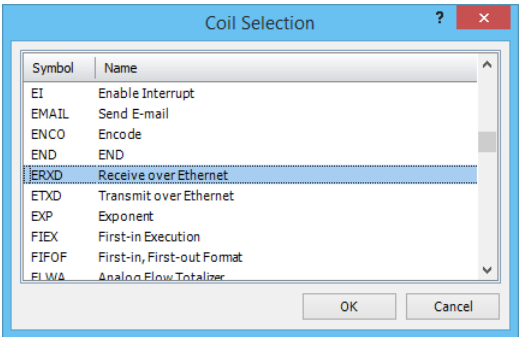 Coil Selection
? ×
Symbol Name
EI Enable Interrupt
EMAIL Send E-mail
ENCO Encode
END END
ERXD Receive over Ethernet
ETXD Transmit over Ethernet
EXP Exponent
FIEX First-in Execution
FIFOF First-in, First-out Format
FLWA Analog Flow Totalizer
OK Cancel